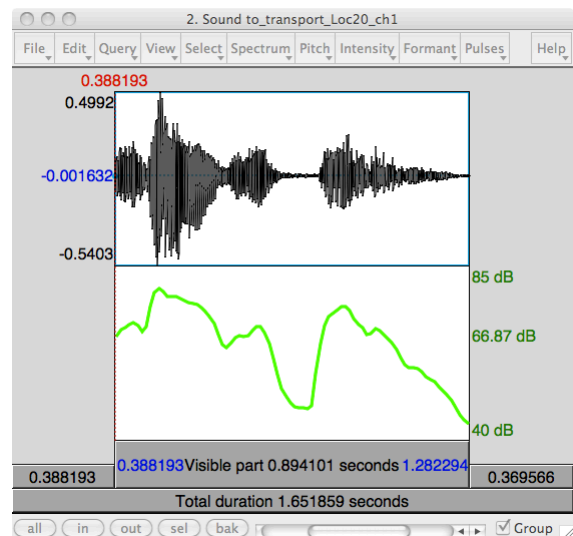 2. Sound to_transport_Loc20_ch1
File Edit Query View Select Spectrum Pitch Intensity Formant Pulses Help
0.388193
0.4992
-0.001632
-0.5403
85 dB
66.87 dB
40 dB
0.388193 0.388193 Visible part 0.894101 seconds 1.282294 0.369566
Total duration 1.651859 seconds
all in out sel bak Group